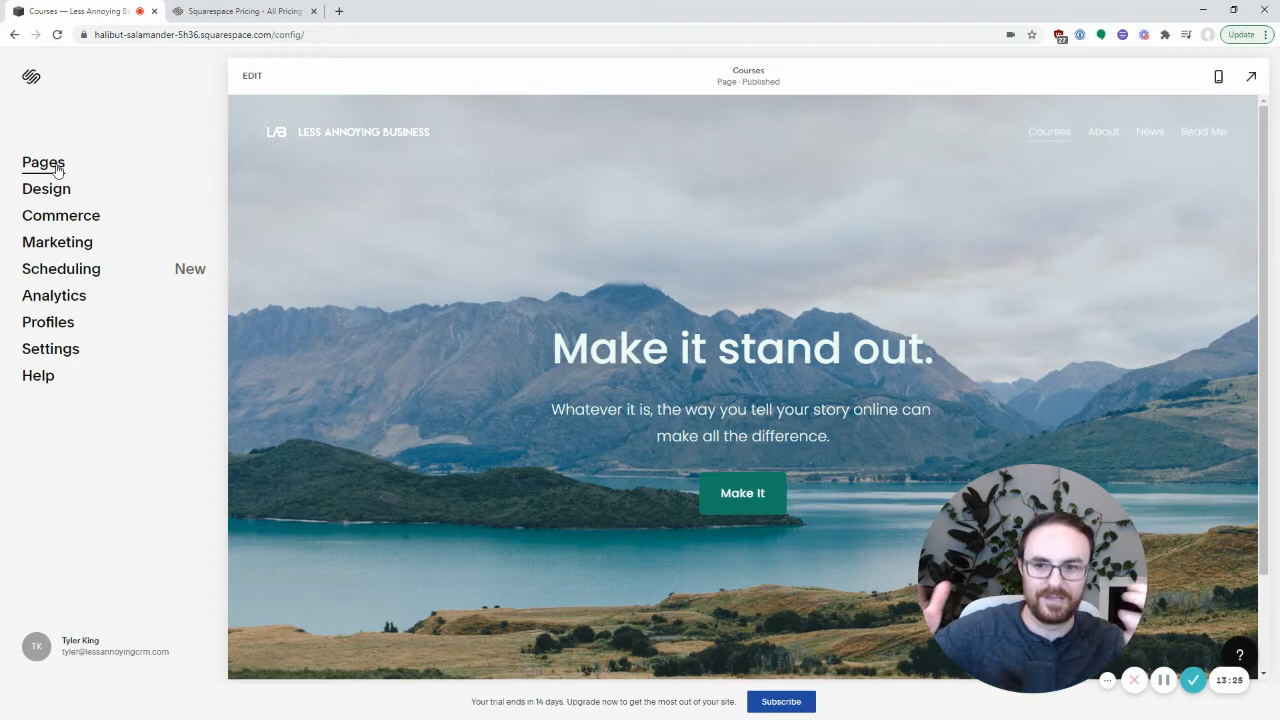 Courses — Less Annoying B
Squarespace Pricing - All Pricing
halibut-salamander-5h36.squarespace.com/config/
27
Update
EDIT
Courses
Page · Published
LAB LESS ANNOYING BUSINESS
Courses About News Read Me
Pages
Design
Commerce
Marketing
Scheduling New
Analytics
Profiles
Settings
Help
Make it stand out.
Whatever it is, the way you tell your story online can
make all the difference.
Make It
TK
Tyler King
tyler@lessannoyingcrm.com
?
13:25
Your trial ends in 14 days. Upgrade now to get the most out of your site.
Subscribe